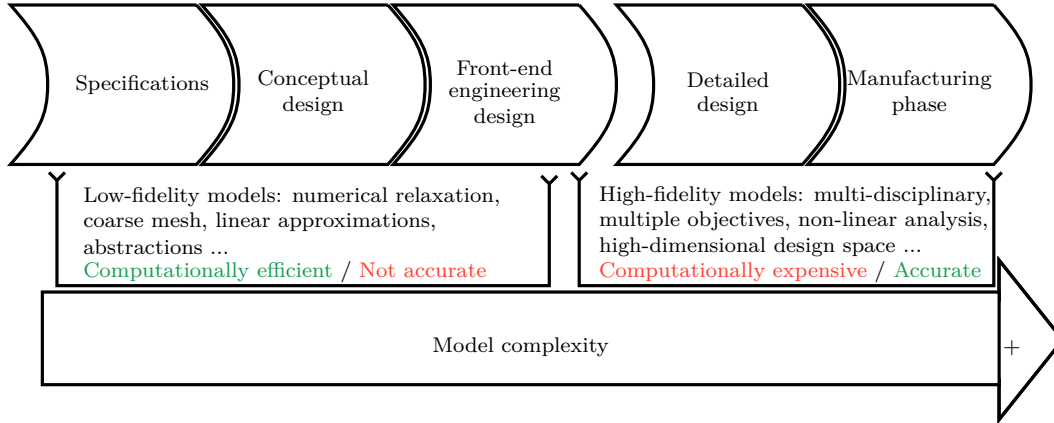 Specifications
Conceptual
design
Front-end
engineering
design
Detailed
design
Manufacturing
phase
Low-fidelity models: numerical relaxation,
coarse mesh, linear approximations,
abstractions ...
Computationally efficient / Not accurate
High-fidelity models: multi-disciplinary,
multiple objectives, non-linear analysis,
high-dimensional design space ...
Computationally expensive / Accurate
Model complexity
+